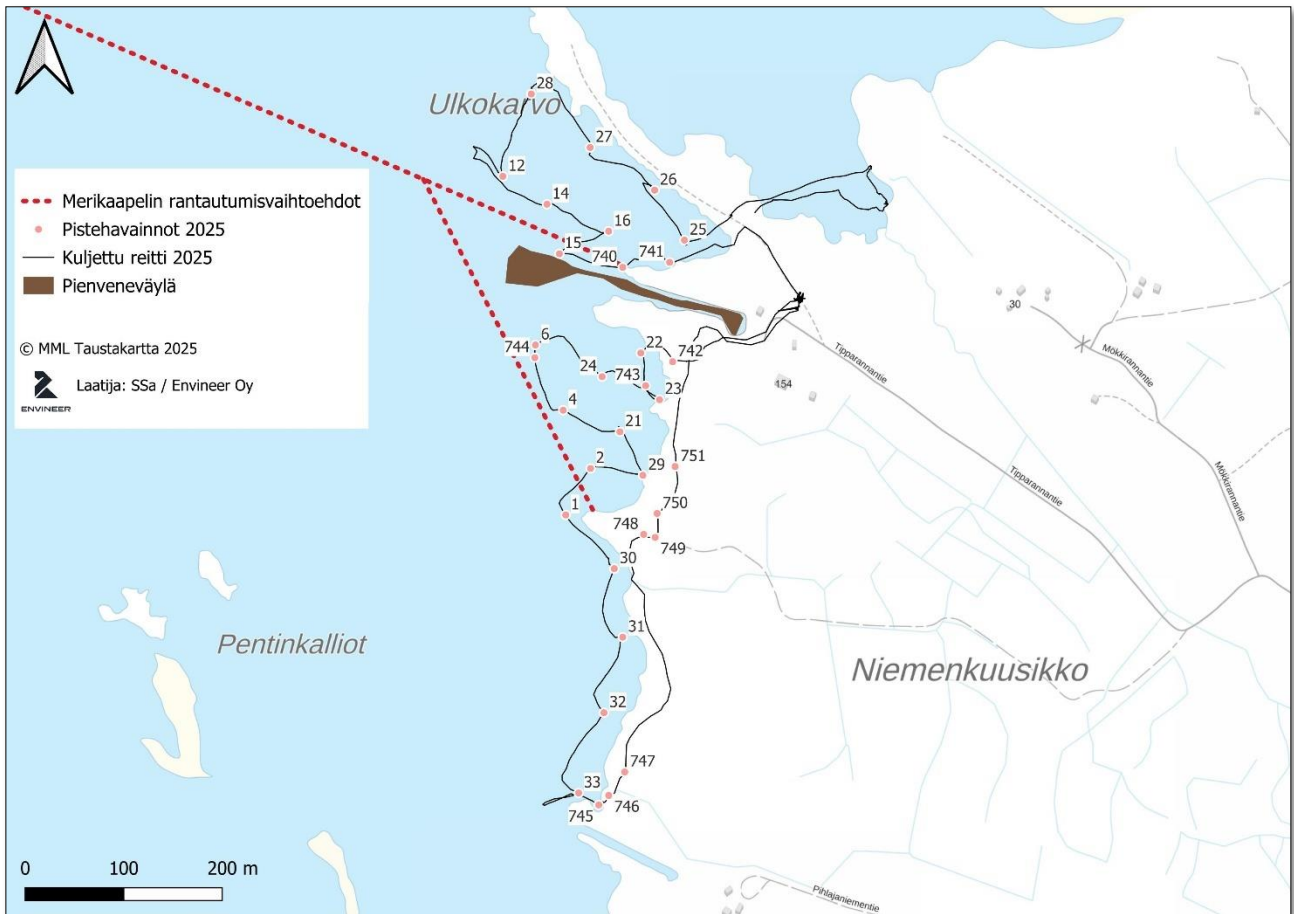 28
Ulkokarvo
27
12
26
14
16
25
15
740
741
Merikaapelin rantautumisvaihtoehdot
Pistehavainnot 2025
Kuljettu reitti 2025
Pienveneväylä
© MML Taustakartta 2025
Laatija: SSa / Envineer Oy
ENVINEER
30
Mökkirannantie
6
744
22
742
24
743
23
Tipparannantie
154
4
21
2
29
751
Mökkirannantie
Tipparannantie
1
750
748
749
30
31
Pentinkalliot
Niemenkuusikko
32
747
33
746
745
0 100 200 m
Pihlajaniementie